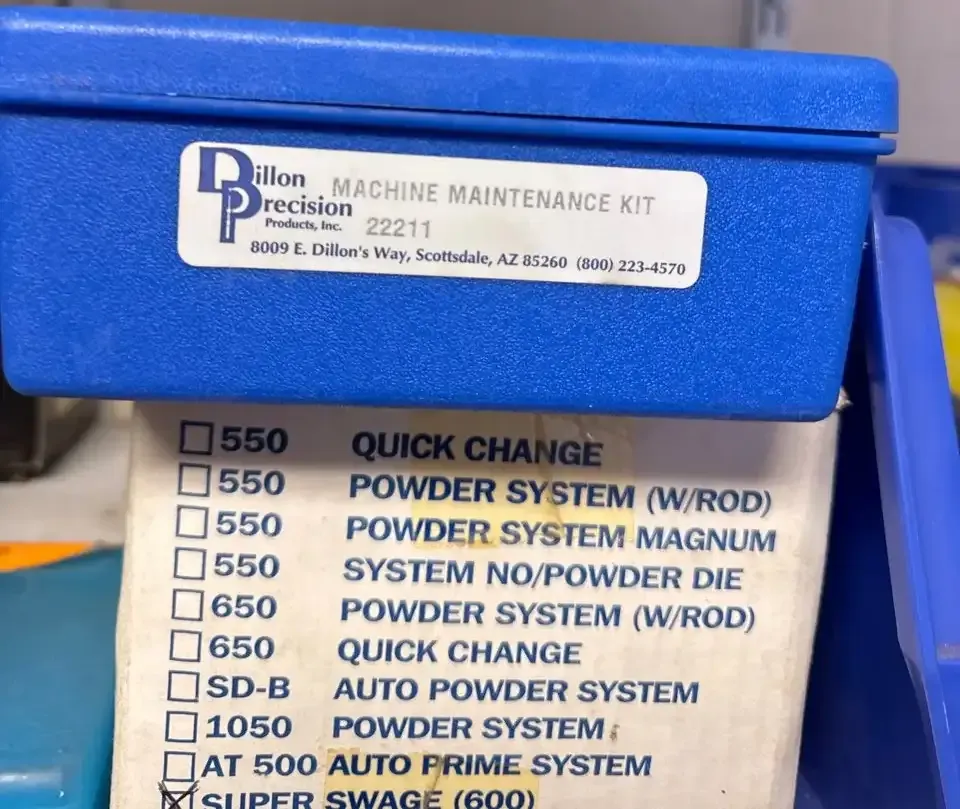 Dillon Precision Products, Inc.
MACHINE MAINTENANCE KIT
22211
8009 E. Dillon's Way, Scottsdale, AZ 85260 (800) 223-4570
550 QUICK CHANGE
550 POWDER SYSTEM (W/ROD)
550 POWDER SYSTEM MAGNUM
550 SYSTEM NO/POWDER DIE
650 POWDER SYSTEM (W/ROD)
650 QUICK CHANGE
SD-B AUTO POWDER SYSTEM
1050 POWDER SYSTEM
AT 500 AUTO PRIME SYSTEM
SUPER SWAGE (600)